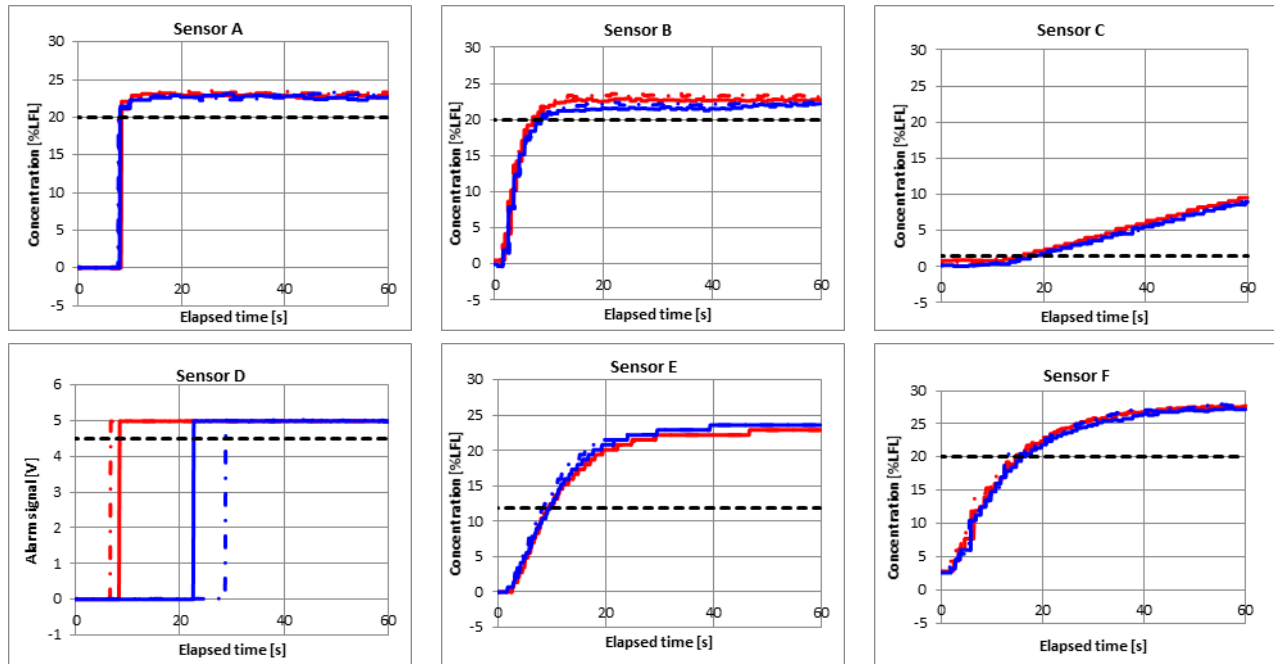 Sensor A
30
25
20
15
10
5
0
-5
0 20 40 60
Concentration [%LFL]
Elapsed time [s]
Sensor B
30
25
20
15
10
5
0
-5
0 20 40 60
Concentration [%LFL]
Elapsed time [s]
Sensor C
30
25
20
15
10
5
0
-5
0 20 40 60
Concentration [%LFL]
Elapsed time [s]
Sensor D
6
5
4
3
2
1
0
-1
0 20 40 60
Alarm signal [V]
Elapsed time [s]
Sensor E
30
25
20
15
10
5
0
-5
0 20 40 60
Concentration [%LFL]
Elapsed time [s]
Sensor F
30
25
20
20
15
10
5
0
0 20 40 60
Concentration [%LFL]
Elapsed time [s]